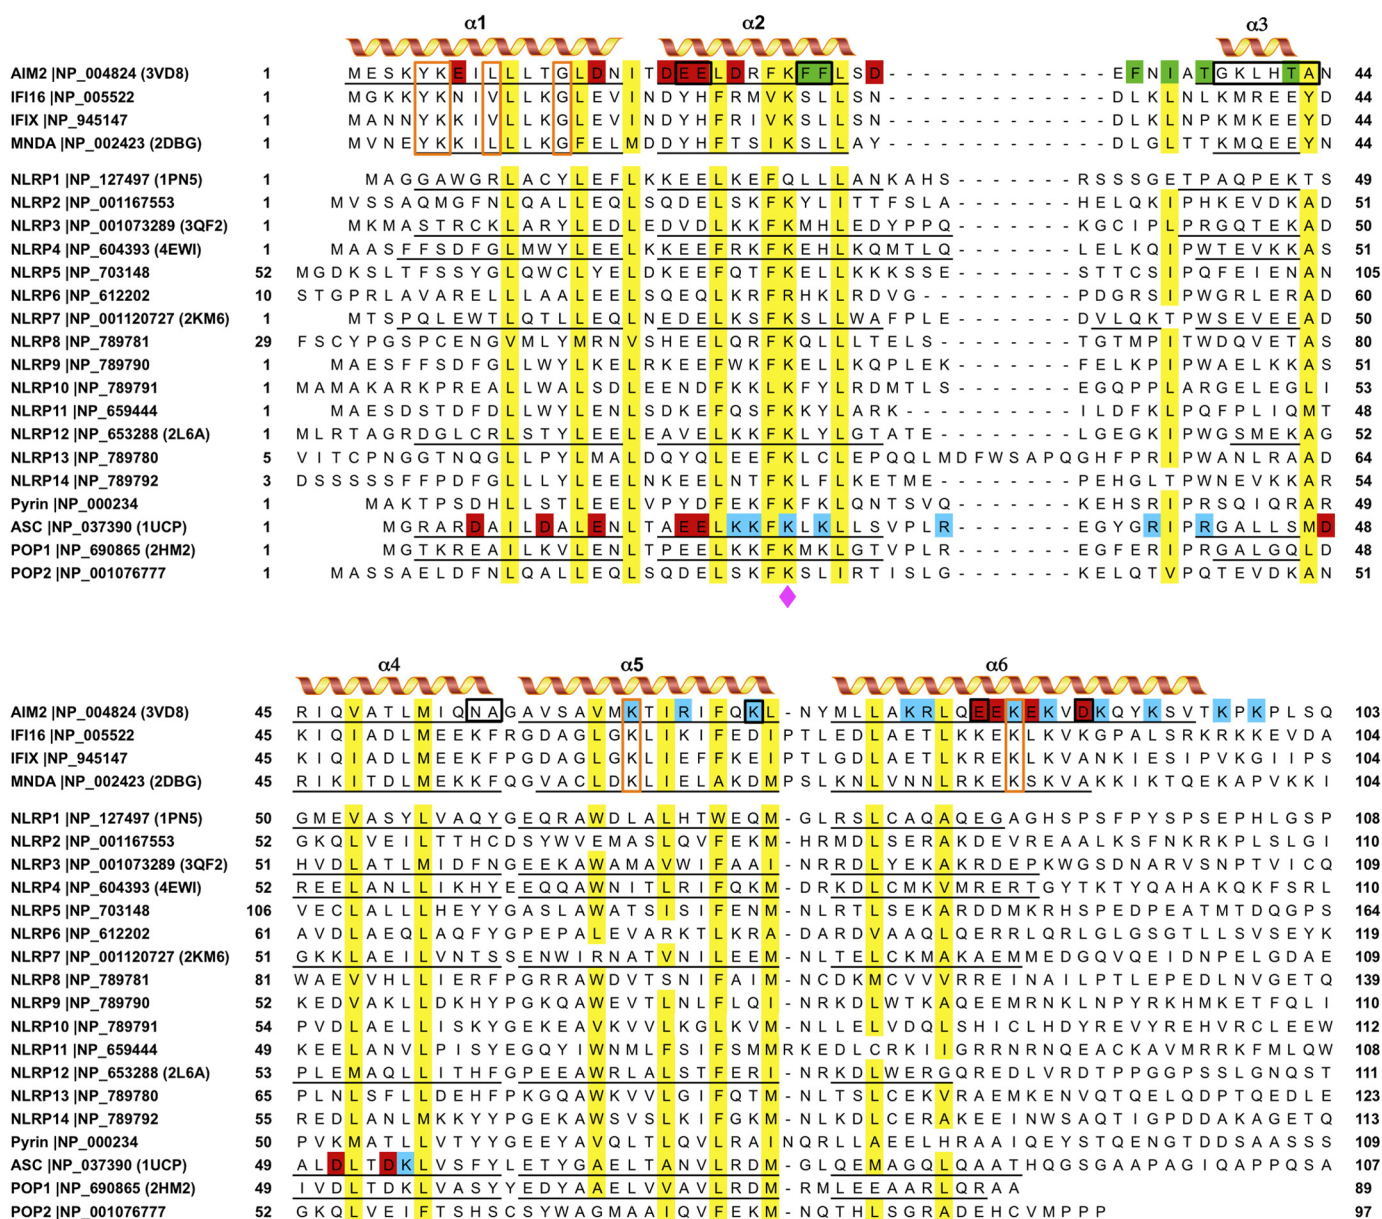 α1 α2 α3
AIM2 |NP_004824 (3VD8) 1 MESKYKEILLLTGLDNITDEELDRFKFFLSD-------------EFNIATGKLHTAN 44
IFI16 |NP_005522 1 MGKKYKNIVLLKGLEVINDYHFRMVKSLLSN-------------DLKLNLKMREEYD 44
IFIX |NP_945147 1 MANNYKKIVLLKGLEVINDYHFRIVKSLLSN-------------DLKLNPKMKEEYD 44
MNDA |NP_002423 (2DBG) 1 MVNEYKKILLLKGFELMDDYHFTSIKSLLAY-------------DLGLTTKMQEEYN 44
NLRP1 |NP_127497 (1PN5) 1 MAGGAWGRLACYLEFLKKEELKEFQLLLANKAHS-------RSSSGETPAQPEKTS 49
NLRP2 |NP_001167553 1 MVSSAQMGFNLQALLEQLSQDELSKFKYLITTFSLA-------HELQKIPHKEVDKAD 51
NLRP3 |NP_001073289 (3QF2) 1 MKMASTRCKLARYLEDLEDVDLKKFKMHLEDYPPQ-------KGCIPLPRGQTEKAD 50
NLRP4 |NP_604393 (4EWI) 1 MAASFFSDFGLMWYLEELKKEEFRKFKEHLKQMTLQ-------LELKQIPWTEVKKAS 51
NLRP5 |NP_703148 52 MGDKSLTFSSYGLQWCLYELDKEEFQTFKELLKKKSSE-------STTCSIPQFEIENAN 105
NLRP6 |NP_612202 10 STGPRLAVARELLLAALEELSQEQLKRFRHKLRDVG---------PDGRSIPWGRLERAD 60
NLRP7 |NP_001120727 (2KM6) 1 MTSPQLEWTLQTLLEQLNEDELKSFKSLLWAFPLE---------DVLQKTPWSEVEEAD 50
NLRP8 |NP_789781 29 FSCYPGSPCENGVMLYMRNVSHEELQRFKQLLLTELS--------TGTMPITWDQVETAS 80
NLRP9 |NP_789790 1 MAESFFSDFGLLWYLKELRKEEFWKFKELLKQPLEK-------FELKPIPWAELKKAS 51
NLRP10 |NP_789791 1 MAMAKARKPREALLWALSDLEENDFKKLKFYLRDMTLS--------EGQPPLARGELEGLI 53
NLRP11 |NP_659444 1 MAESDSTDFDLLWYLENLSDKEFQSFKKYLARK-----------ILDFKLPQFPLIQMT 48
NLRP12 |NP_653288 (2L6A) 1 MLRTAGRDGLCRLSTYLEELEAVELKKFKLYLGTATE--------LGEGKIPWGSMEKAG 52
NLRP13 |NP_789780 5 VITCPNGGTNQGLLPYLMALDQYQLEEFKLCLEPQQLMDFWSAPQGHFPRIPWANLRAAD 64
NLRP14 |NP_789792 3 DSSSSSFFPDFGLLLYLEELNKEELNTFKLFLKETME--------PEHGLTPWNEVKKAR 54
Pyrin |NP_000234 1 MAKTPSDHLLSTLEELVPYDFEKFKFKLQNTSVQ-------KEHSRIPRSQIQRAR 49
ASC |NP_037390 (1UCP) 1 MGRARDAILDALENLTAEELKKFKLKLLSVPLR-------EGYGRIPRGALLSMD 48
POP1 |NP_690865 (2HM2) 1 MGTKREAILKVLENLTPEELKKFKMKLGTVPLR-------EGFERIPRGALGQLD 48
POP2 |NP_001076777 1 MASSAELDFNLQALLEQLSQDELSKFKSLIRTISLG-------KELQTVPQTEVDKAN 51
α4 α5 α6
AIM2 |NP_004824 (3VD8) 45 RIQVATLMIQNAGAVSAVMKTIRIFQKL-NYMLLAKRLQEEKEKVDKQYKSVTKPKPLSQ 103
IFI16 |NP_005522 45 KIQIADLMEEKFRGDAGLGKLIKIFEDIPTLEDLAETLKKEKLKVKGPALSRKRKKEVDA 104
IFIX |NP_945147 45 KIQIADLMEEKFPGDAGLGKLIEFFKEIPTLGDLAETLKREKLKVANKIESIPVKGIIPS 104
MNDA |NP_002423 (2DBG) 45 RIKITDLMEKKFQGVACLDKLIELAKDMPSLKNLVNNLRKEKSKVAKKIKTQEKAPVKKI 104
NLRP1 |NP_127497 (1PN5) 50 GMEVASYLVAQYGEQRAWDLALHTWEQM-GLRSLCAQAQEGAGHSPSFPYSPSEPHLGSP 108
NLRP2 |NP_001167553 52 GKQLVEILTTHCDSYWVEMASLQVFEKM-HRMDLSERAKDEVREAALKSFNKRKPLSLGI 110
NLRP3 |NP_001073289 (3QF2) 51 HVDLATLMIDFNGEEKAWAMAVWIFAAI-NRRDLYEKAKRDEPKWGSDNARVSNPTVICQ 109
NLRP4 |NP_604393 (4EWI) 52 REELANLLIKHYEEQQAWNITLRIFQKM-DRKDLCMKVMRERTGYTKTYQAHAKQKFSRL 110
NLRP5 |NP_703148 106 VECLALLLHEYYGASLAWATSISIFENM-NLRTLSEKARDDMKRHSPEDPEATMTDQGPS 164
NLRP6 |NP_612202 61 AVDLAEQLAQFYGPEPALEVARKTLKRA-DARDVAAQLQERRLQRLGLGSGTLLSVSEYK 119
NLRP7 |NP_001120727 (2KM6) 51 GKKLAEILVNTSSENWIRNATVNILEEM-NLTELCKMAKAEMMEDGQVQEIDNPELGDAE 109
NLRP8 |NP_789781 81 WAEVVHLLIERFPGRRAWDVTSNIFAIM-NCDKMCVVVRREINAILPTLEPEDLNVGETQ 139
NLRP9 |NP_789790 52 KEDVAKLLDKHYPGKQAWEVTLNLFLQI-NRKDLWTKAQEEMRNKLNPYRKHMKETFQLI 110
NLRP10 |NP_789791 54 PVDLAELLISKYGEKEAVKVVLKGLKVM-NLLELVDQLSHICLHDYREVYREHVRCLEEW 112
NLRP11 |NP_659444 49 KEELANVLPISYEGQYIWNMLFSIFSMMRKEDLCRKIIGRRNRNQEACKAVMRRKFMLQW 108
NLRP12 |NP_653288 (2L6A) 53 PLEMAQLLITHFGPEEAWRLALSTFERI-NRKDLWERGQREDLVRDTPPGGPSSLGNQST 111
NLRP13 |NP_789780 65 PLNLSFLLDEHFPKGQAWKVVLGIFQTM-NLTSLCEKVRAEMKENVQTQELQDPTQEDLE 123
NLRP14 |NP_789792 55 REDLANLMKKYYPGEKAWSVSLKIFGKM-NLKDLCERAKEEINWSAQTIGPDDAKAGETQ 113
Pyrin |NP_000234 50 PVKMATLLVTYYGEEYAVQLTLQVLRAINQRLLAEELHRAAIQEYSTQENGTDDSAASSS 109
ASC |NP_037390 (1UCP) 49 ALDLTDKLVSFYLETYGAELTANVLRDM-GLQEMAGQLQAATHQGSGAAPAGIQAPPQSA 107
POP1 |NP_690865 (2HM2) 49 IVDLTDKLVASYYEDYAAELVVAVLRDM-RMLEEAARLQRAA 89
POP2 |NP_001076777 52 GKQLVEIFTSHSCSYWAGMAAIQVFEKM-NQTHLSGRADEHCVMPPP 97